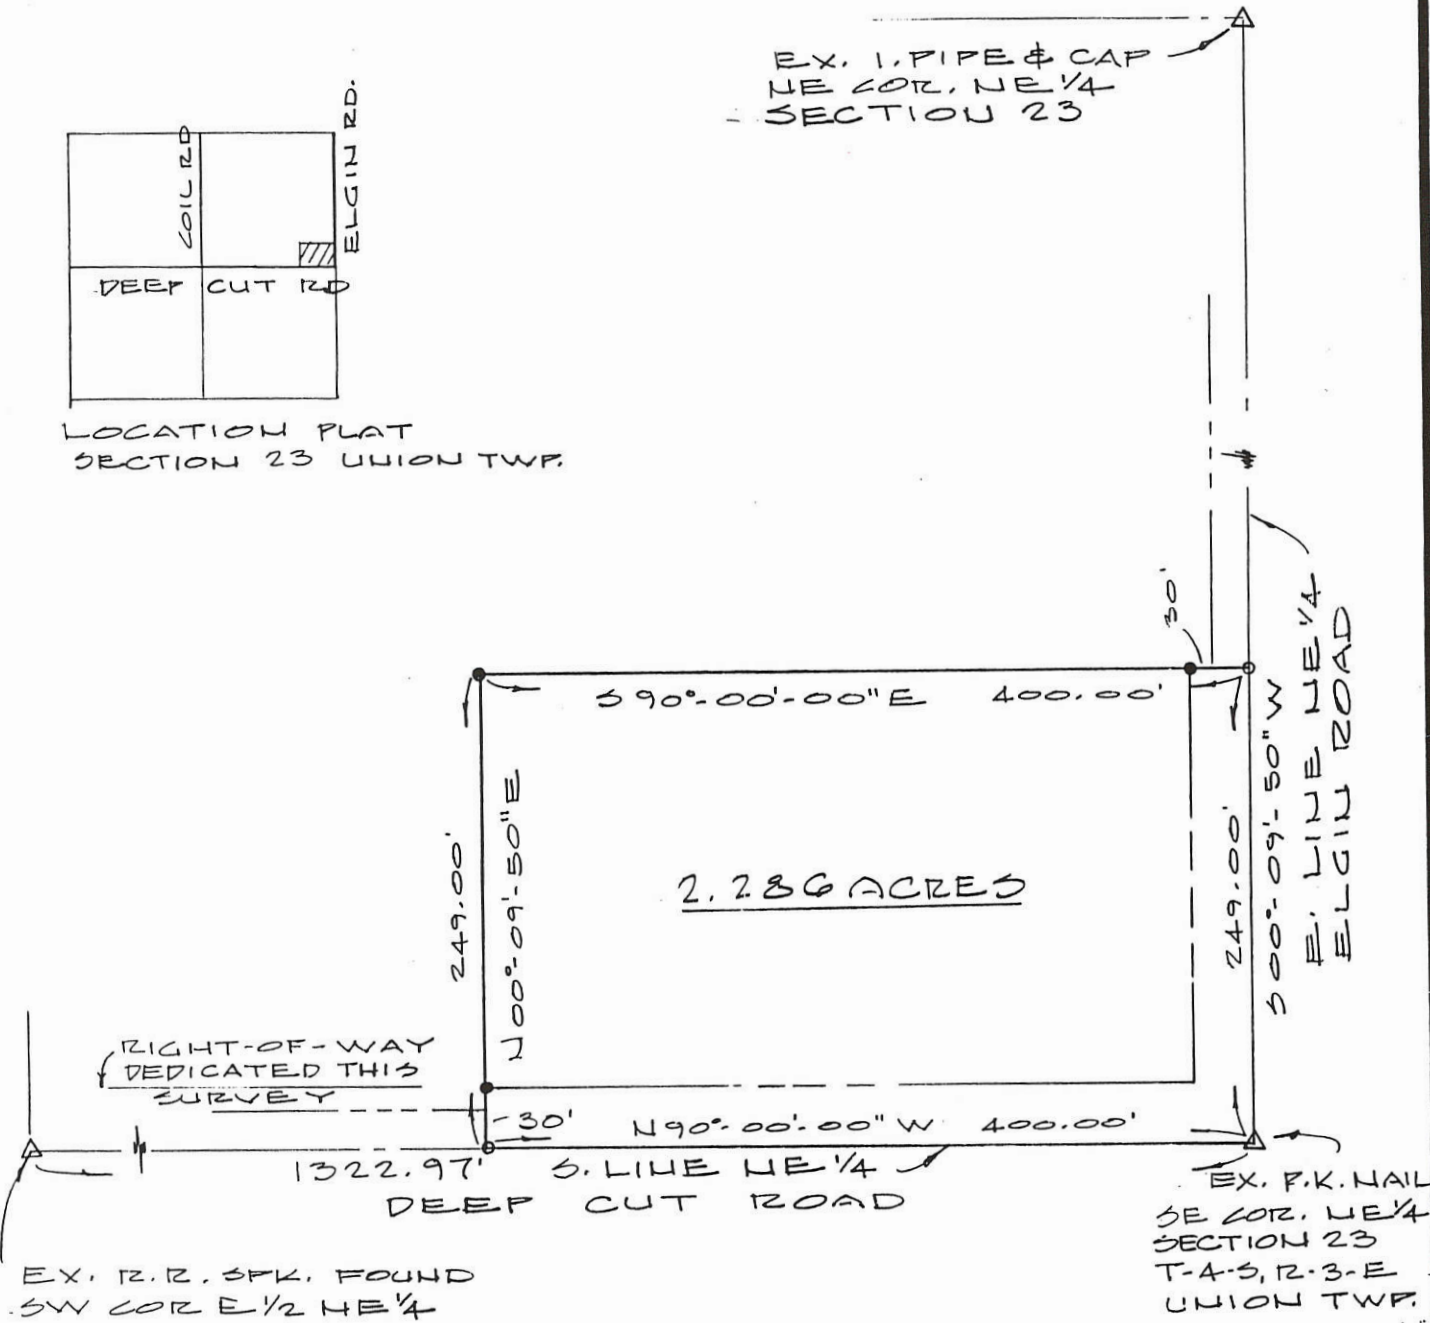 EX. I. PIPE & CAP
NE COR. NE 1/4
SECTION 23
COIL RD
ELGIN RD.
DEEP CUT RD
LOCATION PLAT
SECTION 23 UNION TWP.
30'
S 90°-00'-00" E 400.00'
249.00'
N 00°-09'-50" E
2.286 ACRES
249.00'
S 00°-09'-50" W
E. LINE NE 1/4
ELGIN ROAD
RIGHT-OF-WAY
DEDICATED THIS
SURVEY
30'
N 90°-00'-00" W 400.00'
1322.97' S. LINE NE 1/4
DEEP CUT ROAD
EX. P.K. NAIL
SE COR. NE 1/4
SECTION 23
T-4-S, R-3-E
UNION TWP.
EX. R.R. SPK. FOUND
SW COR E 1/2 NE 1/4